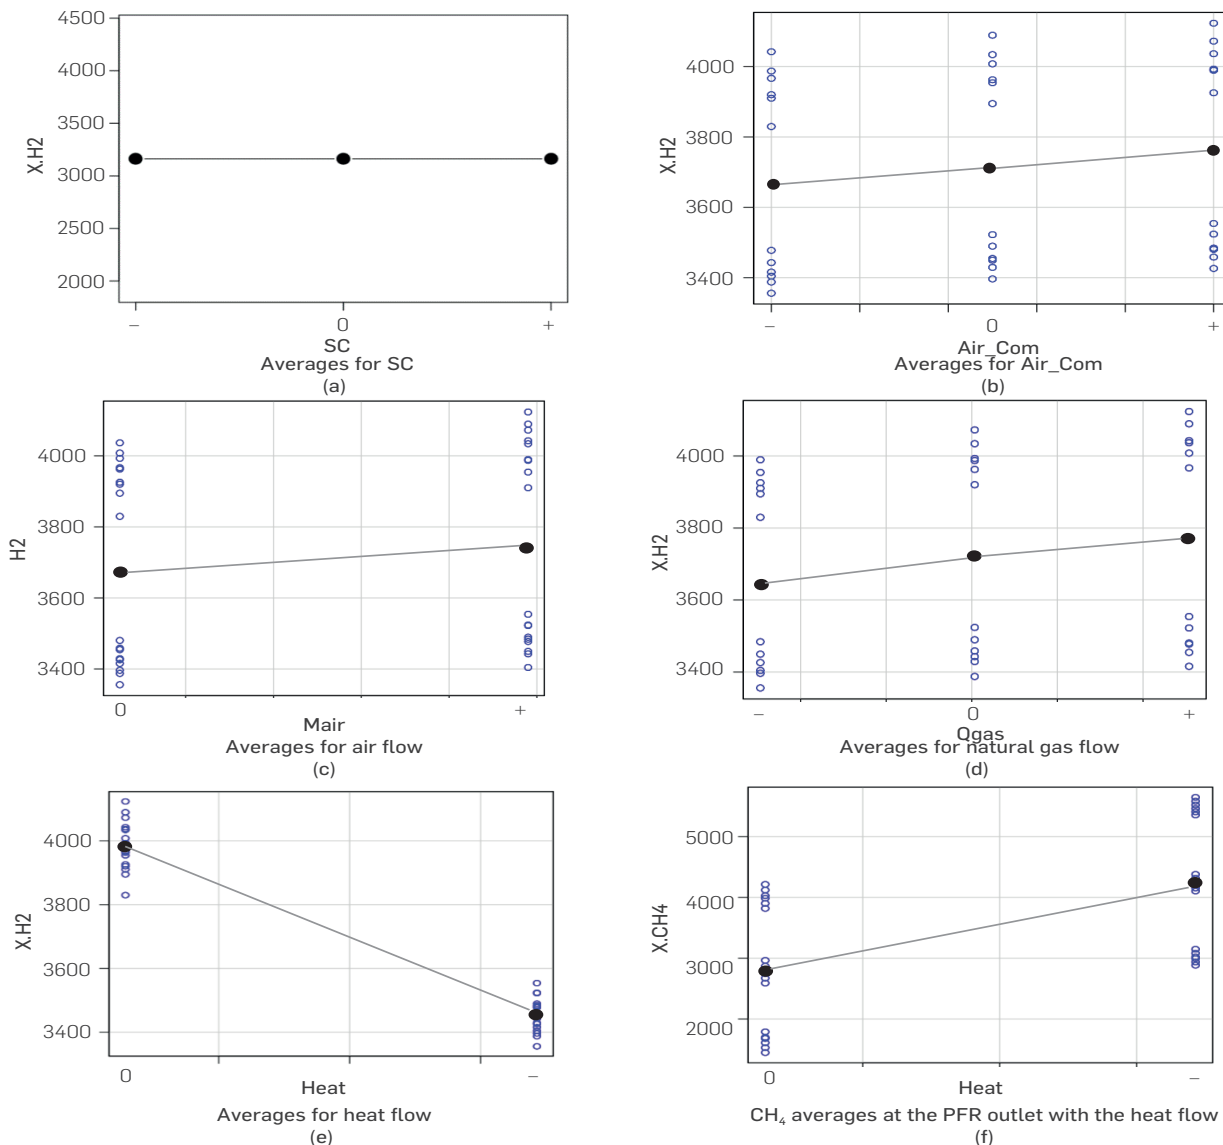 4500
4000
3500
3000
2500
2000
X.H2
− 0 +
SC
Averages for SC
(a)
4000
3800
3600
3400
X.H2
− 0 +
Air_Com
Averages for Air_Com
(b)
4000
3800
3600
3400
H2
0 +
Mair
Averages for air flow
(c)
4000
3800
3600
3400
X.H2
− 0 +
Qgas
Averages for natural gas flow
(d)
4000
3800
3600
3400
X.H2
0 −
Heat
Averages for heat flow
(e)
5000
4000
3000
2000
X.CH4
0 −
Heat
CH₄ averages at the PFR outlet with the heat flow
(f)